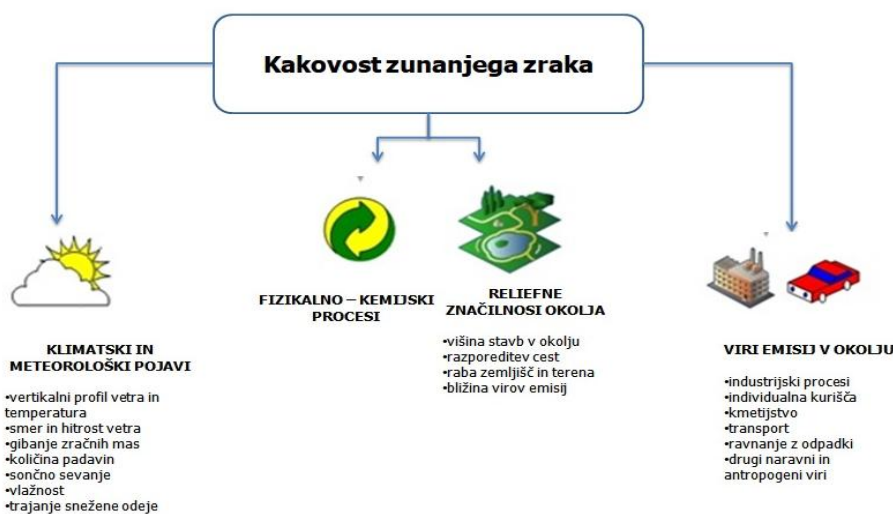 Kakovost zunanjega zraka
KLIMATSKI IN
METEOROLOŠKI POJAVI
•vertikalni profil vetra in
temperatura
•smer in hitrost vetra
•gibanje zračnih mas
•količina padavin
•sončno sevanje
•vlažnost
•trajanje snežene odeje
FIZIKALNO – KEMIJSKI
PROCESI
RELIEFNE
ZNAČILNOSI OKOLJA
•višina stavb v okolju
•razporeditev cest
•raba zemljišč in terena
•bližina virov emisij
VIRI EMISIJ V OKOLJU
•industrijski procesi
•individualna kurišča
•kmetijstvo
•transport
•ravnanje z odpadki
•drugi naravni in
antropogeni viri